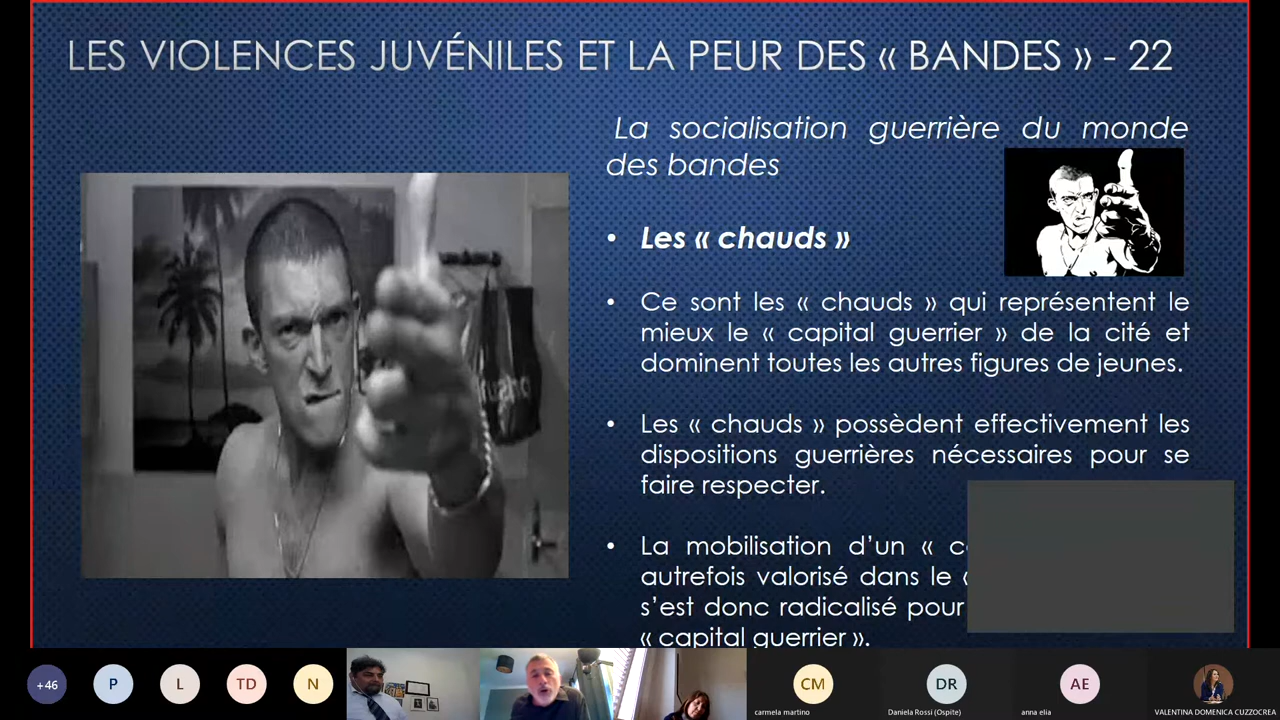 LES VIOLENCES JUVÉNILES ET LA PEUR DES « BANDES » - 22
La socialisation guerrière du monde
des bandes
• Les « chauds »
• Ce sont les « chauds » qui représentent le
mieux le « capital guerrier » de la cité et
dominent toutes les autres figures de jeunes.
• Les « chauds » possèdent effectivement les
dispositions guerrières nécessaires pour se
faire respecter.
• La mobilisation d’un «
autrefois valorisé dans le
s’est donc radicalisé pour
« capital guerrier ».
+46
P
L
TD
N
CM
carmela martino
DR
Daniela Rossi (Ospite)
AE
anna elia
VALENTINA DOMENICA CUZZOCREA